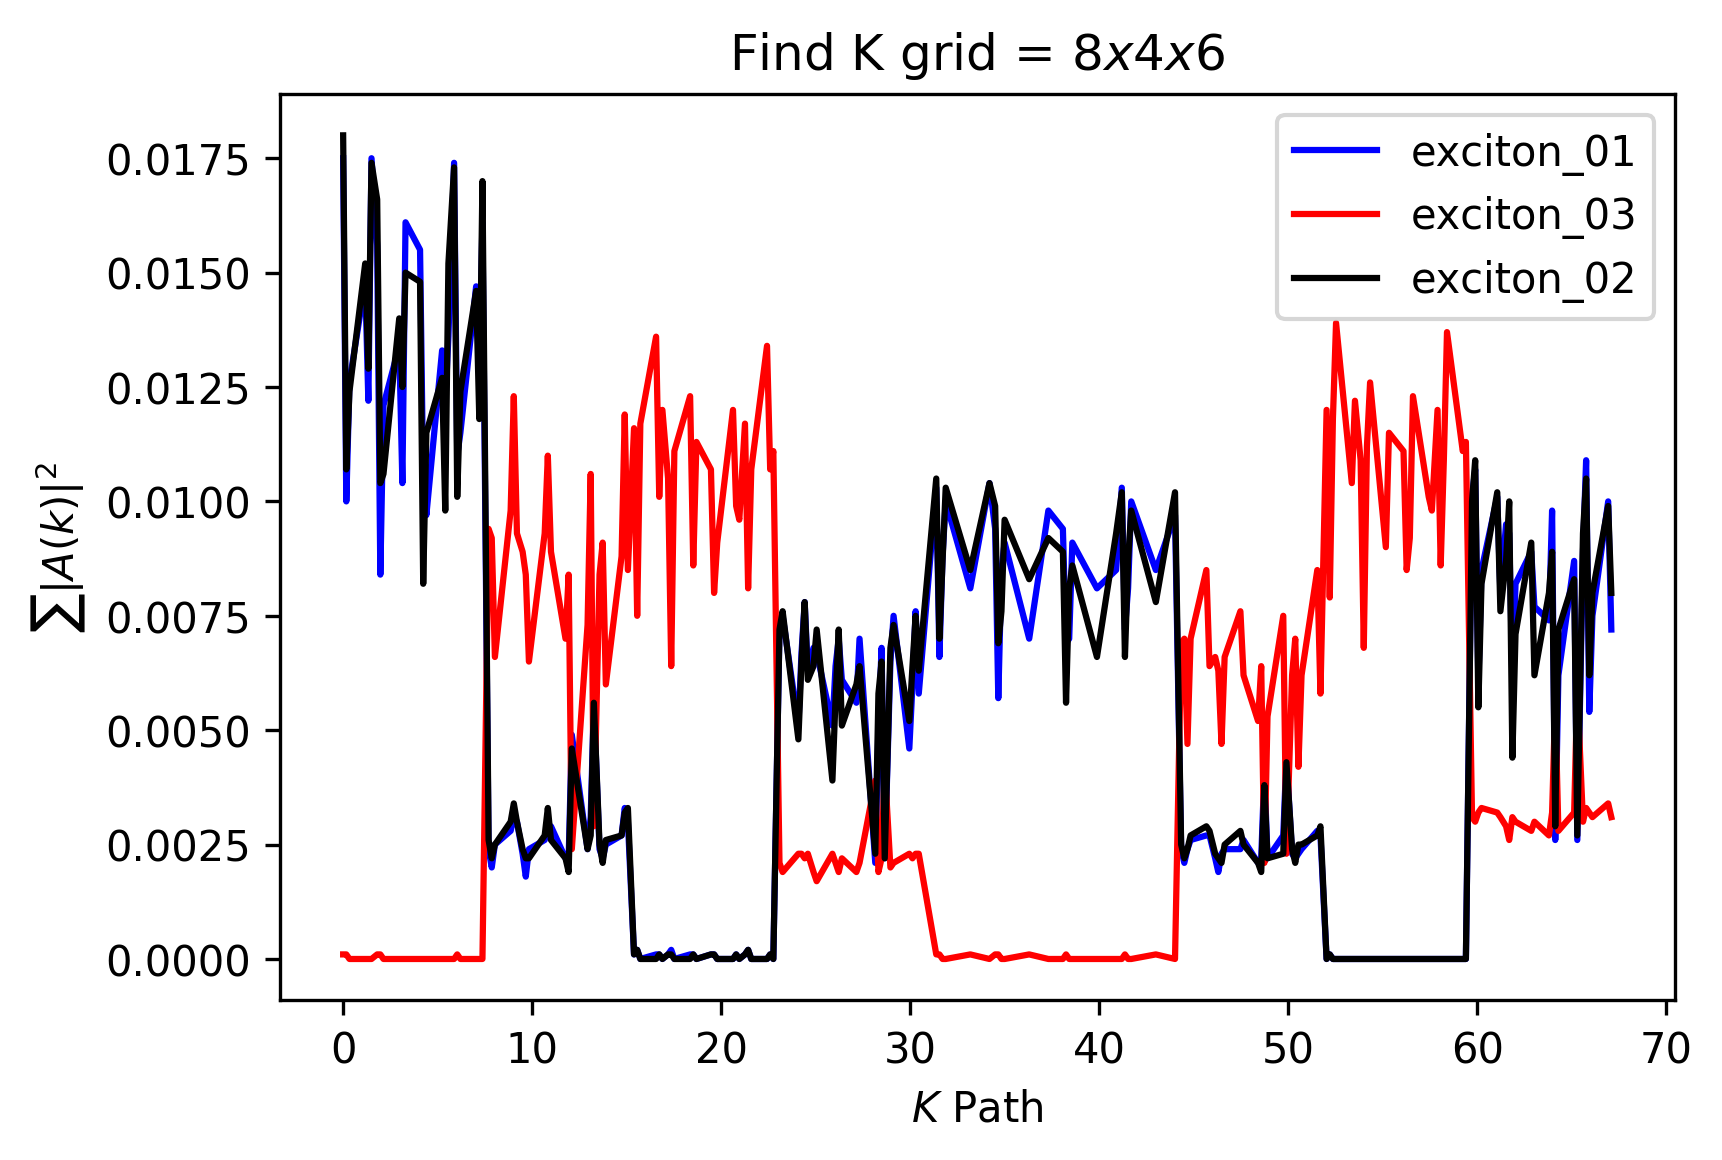 Find K grid = 8x4x6
exciton_01
exciton_03
exciton_02
∑|A(k)|²
0.0175
0.0150
0.0125
0.0100
0.0075
0.0050
0.0025
0.0000
0 10 20 30 40 50 60 70
K Path